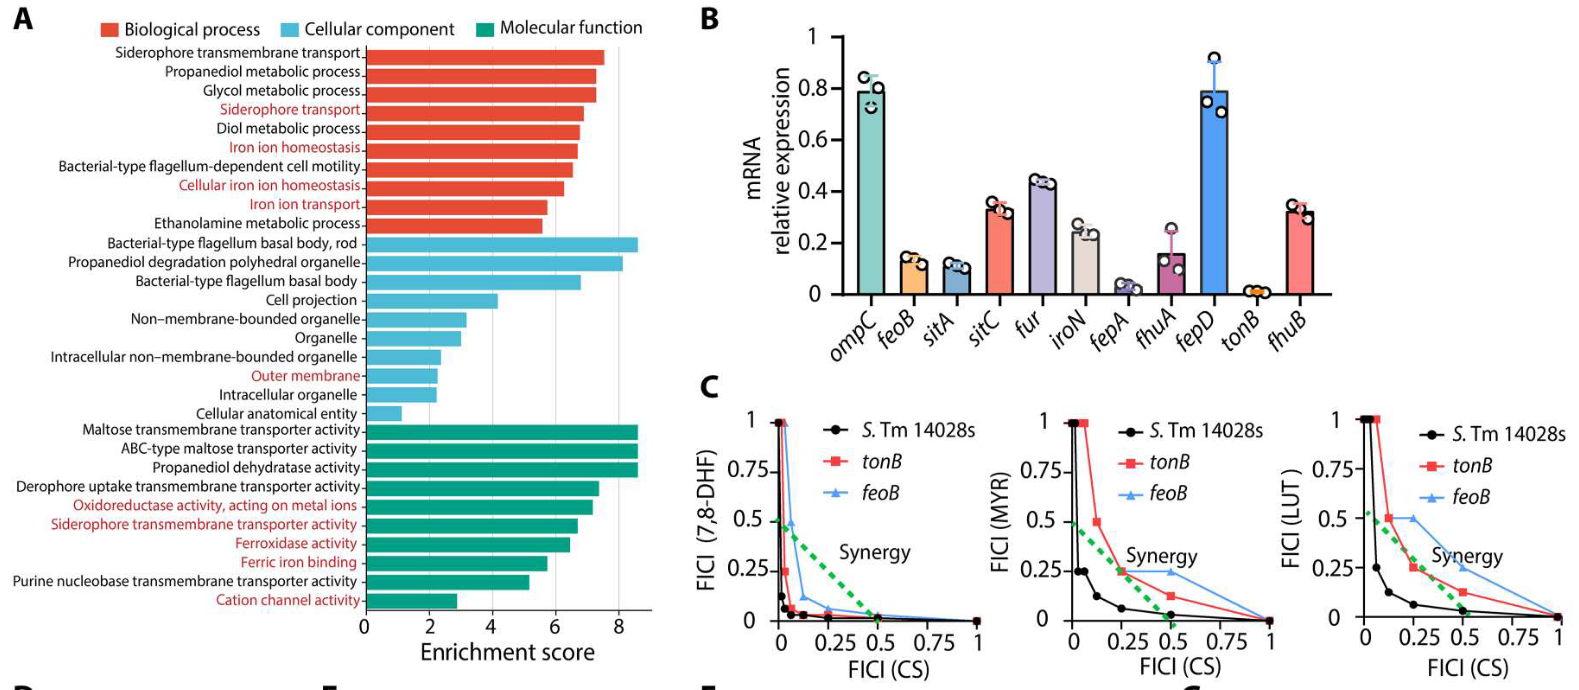 A
Biological process
Cellular component
Molecular function
Siderophore transmembrane transport
Propanediol metabolic process
Glycol metabolic process
Siderophore transport
Diol metabolic process
Iron ion homeostasis
Bacterial-type flagellum-dependent cell motility
Cellular iron ion homeostasis
Iron ion transport
Ethanolamine metabolic process
Bacterial-type flagellum basal body, rod
Propanediol degradation polyhedral organelle
Bacterial-type flagellum basal body
Cell projection
Non–membrane-bounded organelle
Organelle
Intracellular non–membrane-bounded organelle
Outer membrane
Intracellular organelle
Cellular anatomical entity
Maltose transmembrane transporter activity
ABC-type maltose transporter activity
Propanediol dehydratase activity
Derophore uptake transmembrane transporter activity
Oxidoreductase activity, acting on metal ions
Siderophore transmembrane transporter activity
Ferroxidase activity
Ferric iron binding
Purine nucleobase transmembrane transporter activity
Cation channel activity
0 2 4 6 8
Enrichment score
B
mRNA
relative expression
1
0.8
0.6
0.4
0.2
0
ompC feoB sitA sitC fur iroN fepA fhuA fepD tonB fhuB
C
FICI (7,8-DHF)
1
0.75
0.5
0.25
0
S. Tm 14028s
tonB
feoB
Synergy
0 0.25 0.5 0.75 1
FICI (CS)
FICI (MYR)
1
0.75
0.5
0.25
0
S. Tm 14028s
tonB
feoB
Synergy
0 0.25 0.5 0.75 1
FICI (CS)
FICI (LUT )
1
0.75
0.5
0.25
0
S. Tm 14028s
tonB
feoB
Synergy
0 0.25 0.5 0.75 1
FICI (CS)